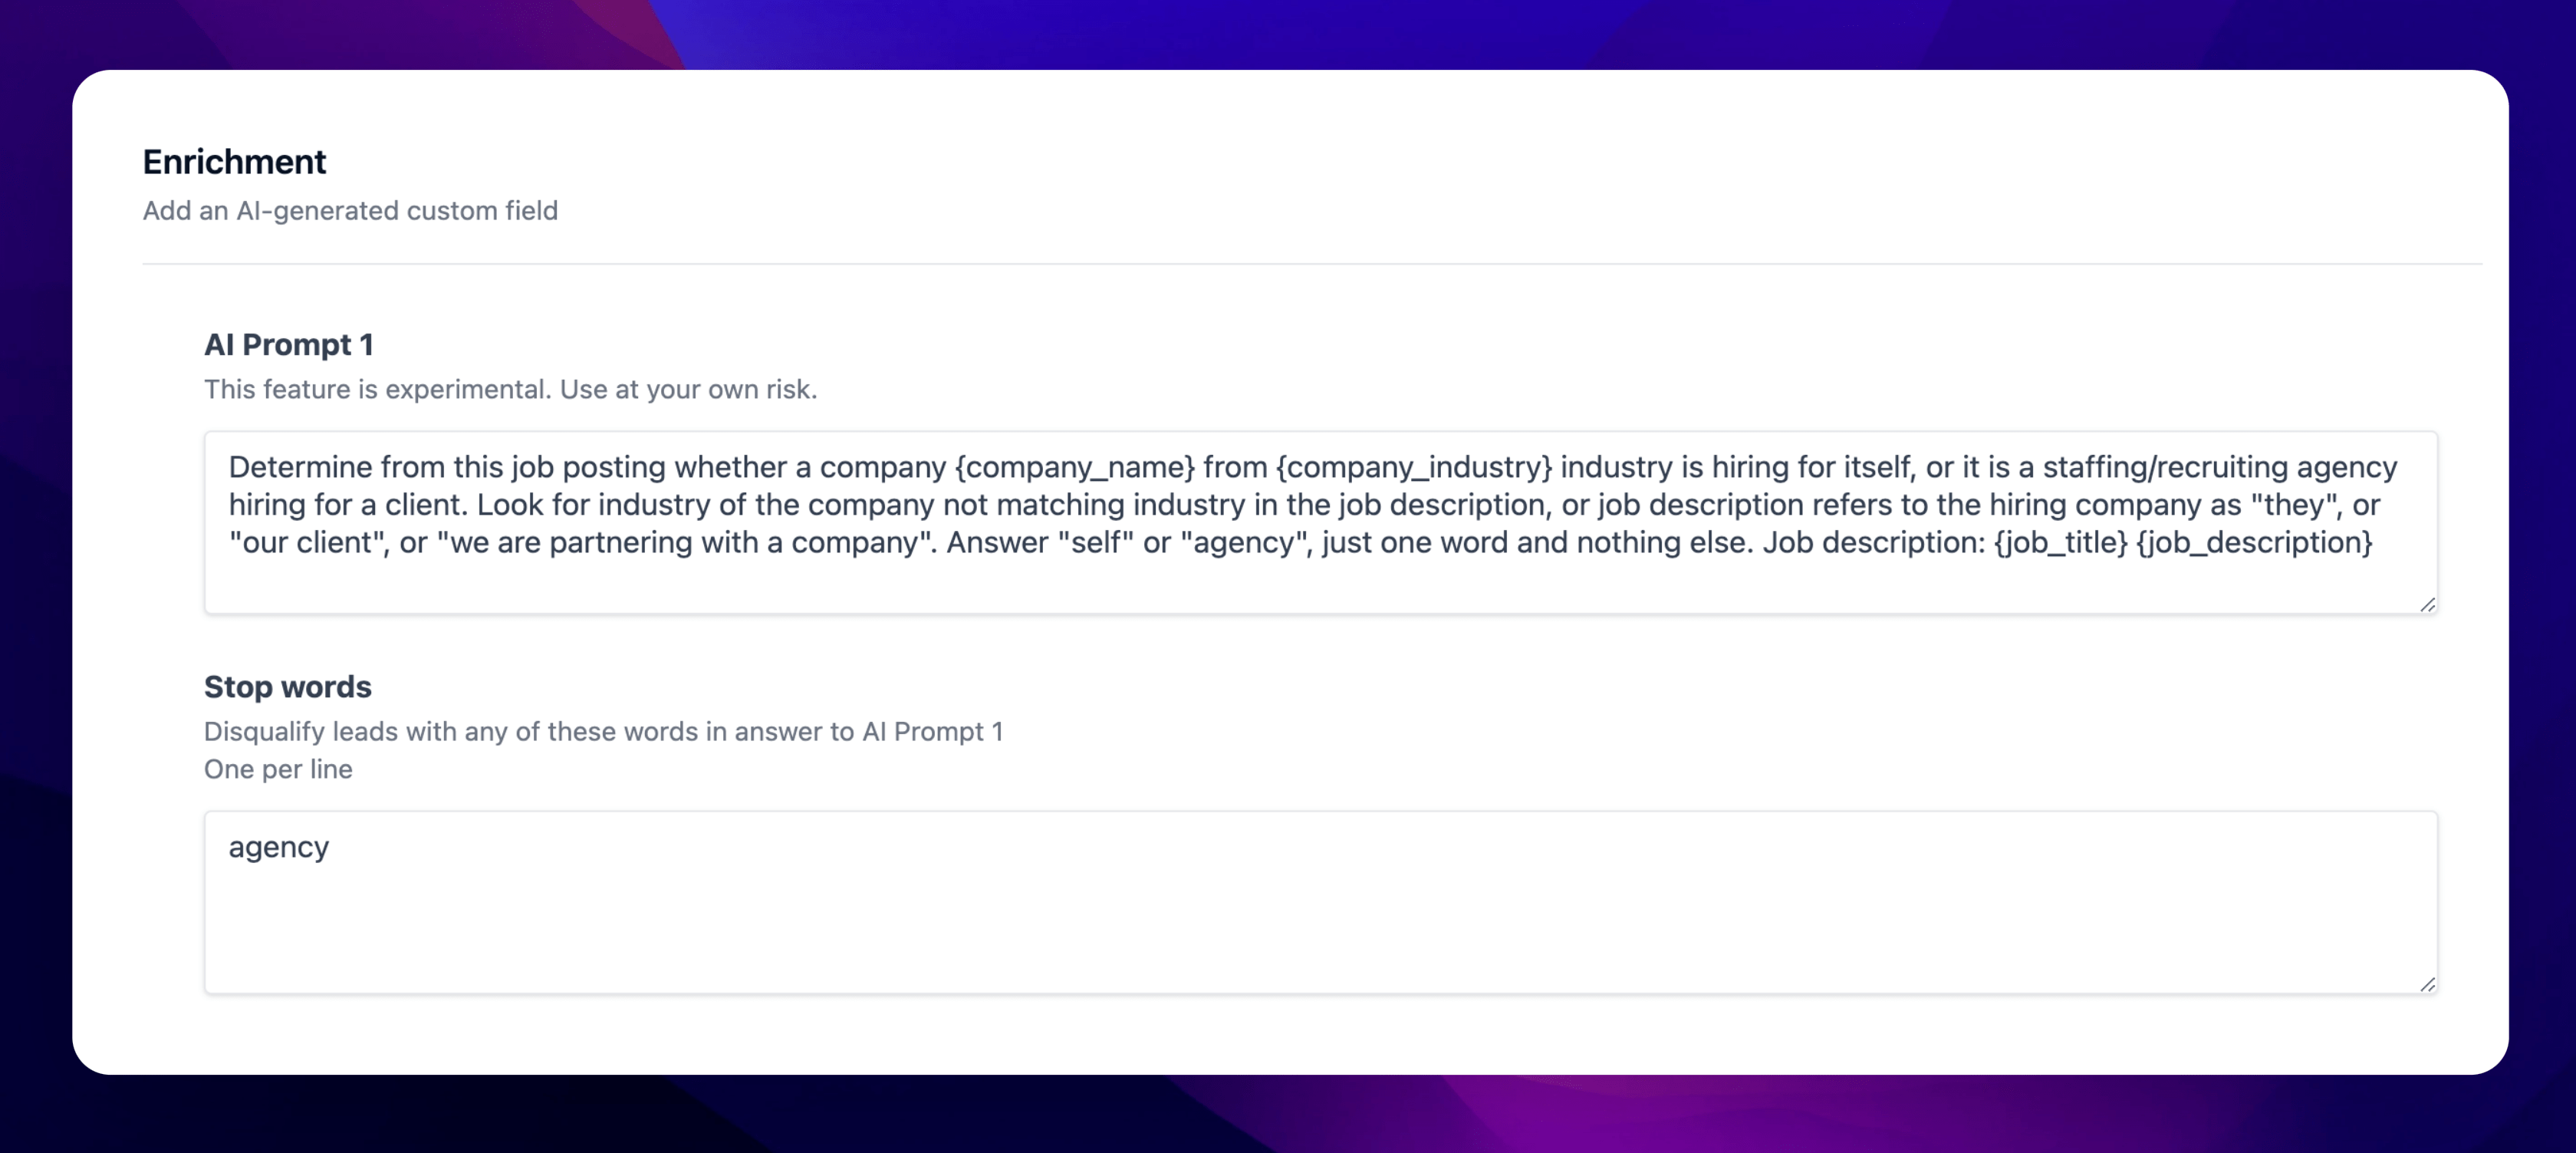 Enrichment
Add an AI-generated custom field
AI Prompt 1
This feature is experimental. Use at your own risk.
Determine from this job posting whether a company {company_name} from {company_industry} industry is hiring for itself, or it is a staffing/recruiting agency
hiring for a client. Look for industry of the company not matching industry in the job description, or job description refers to the hiring company as "they", or
"our client", or "we are partnering with a company". Answer "self" or "agency", just one word and nothing else. Job description: {job_title} {job_description}
Stop words
Disqualify leads with any of these words in answer to AI Prompt 1
One per line
agency